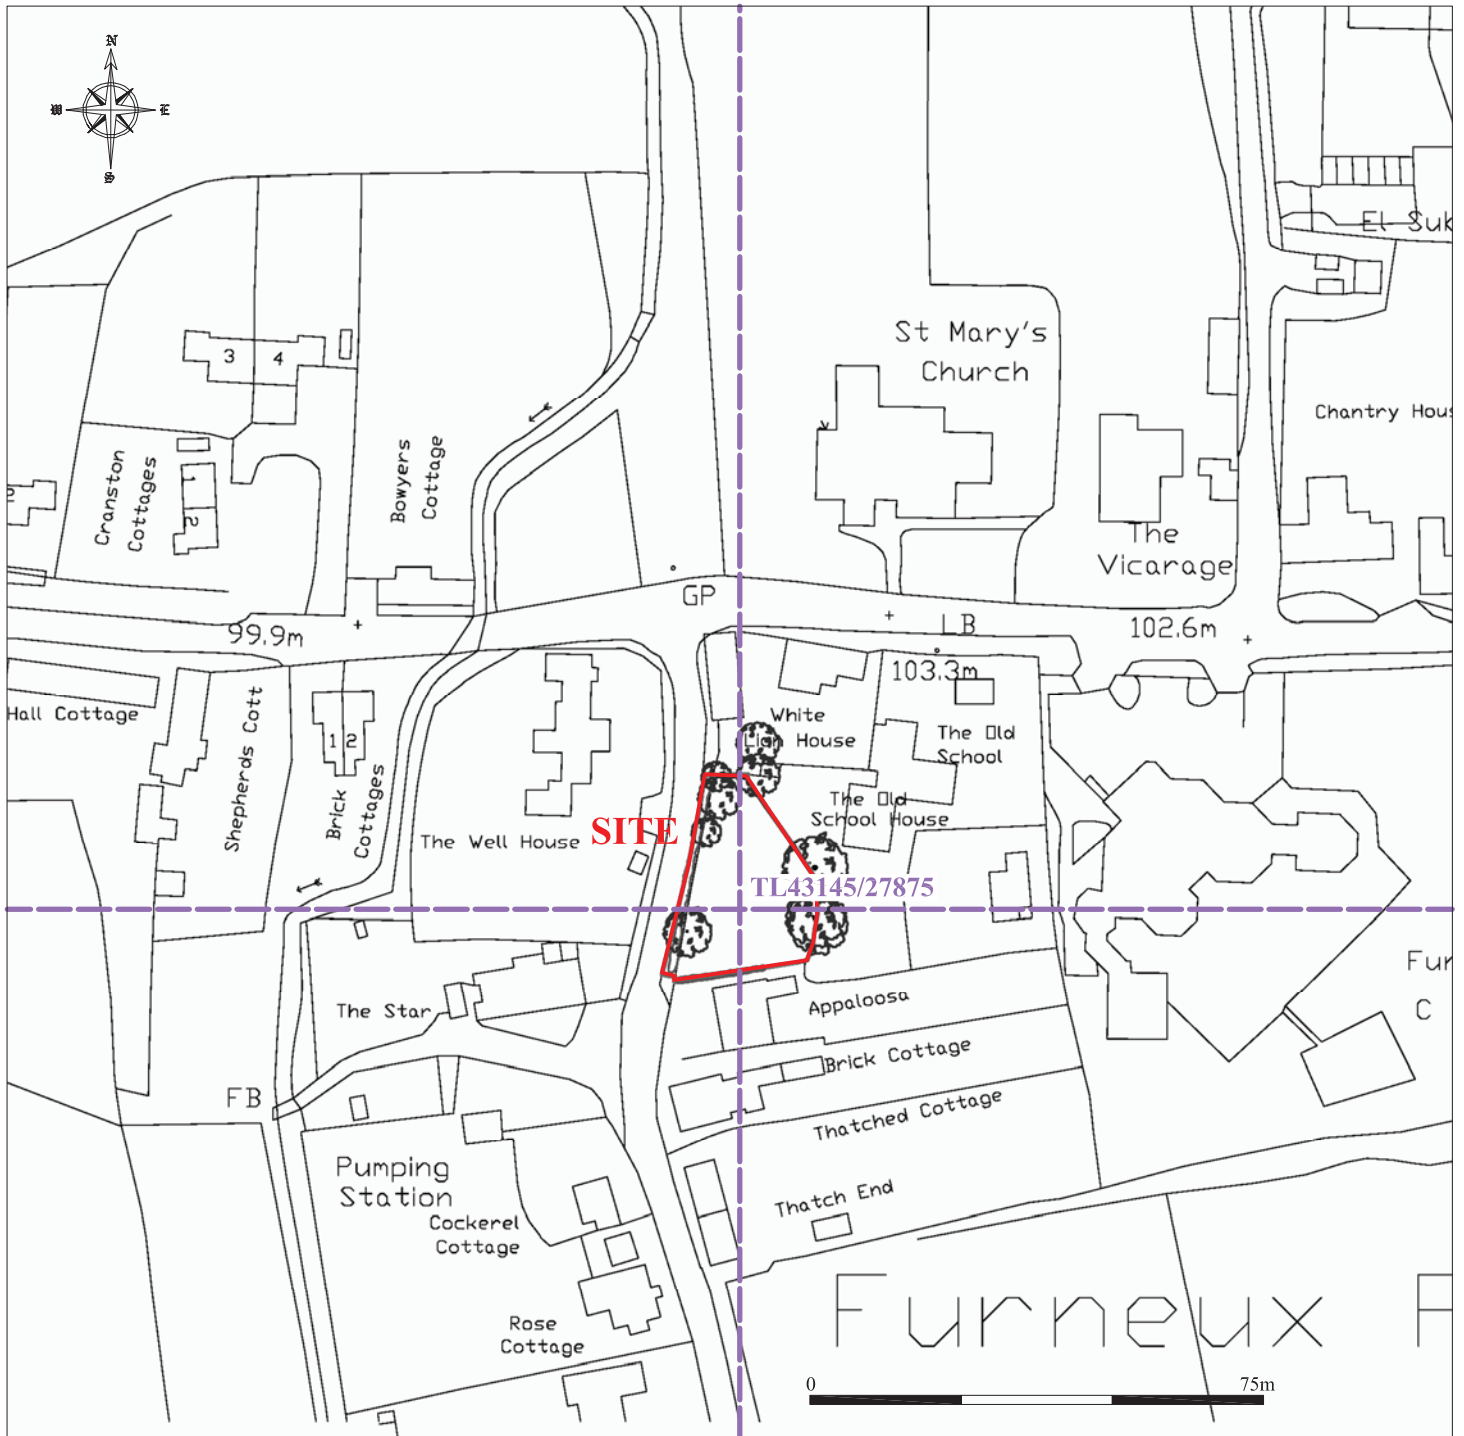 N
W
E
S
El Suk
St Mary's
Church
3
4
Chantry Hous
Bowyers
Cottage
Cranston
Cottages
1
2
2
The
Vicarage
GP
LB
99.9m
102.6m
103.3m
Hall Cottage
Shepherds Cott
1 2
Brick
Cottages
White
Lion House
The Old
School
The Old
School House
The Well House
SITE
TL43145/27875
Fur
C
The Star
Appaloosa
Brick Cottage
Thatched Cottage
FB
Pumping
Station
Cockerel
Cottage
Thatch End
Rose
Cottage
Furneux P
0
75m